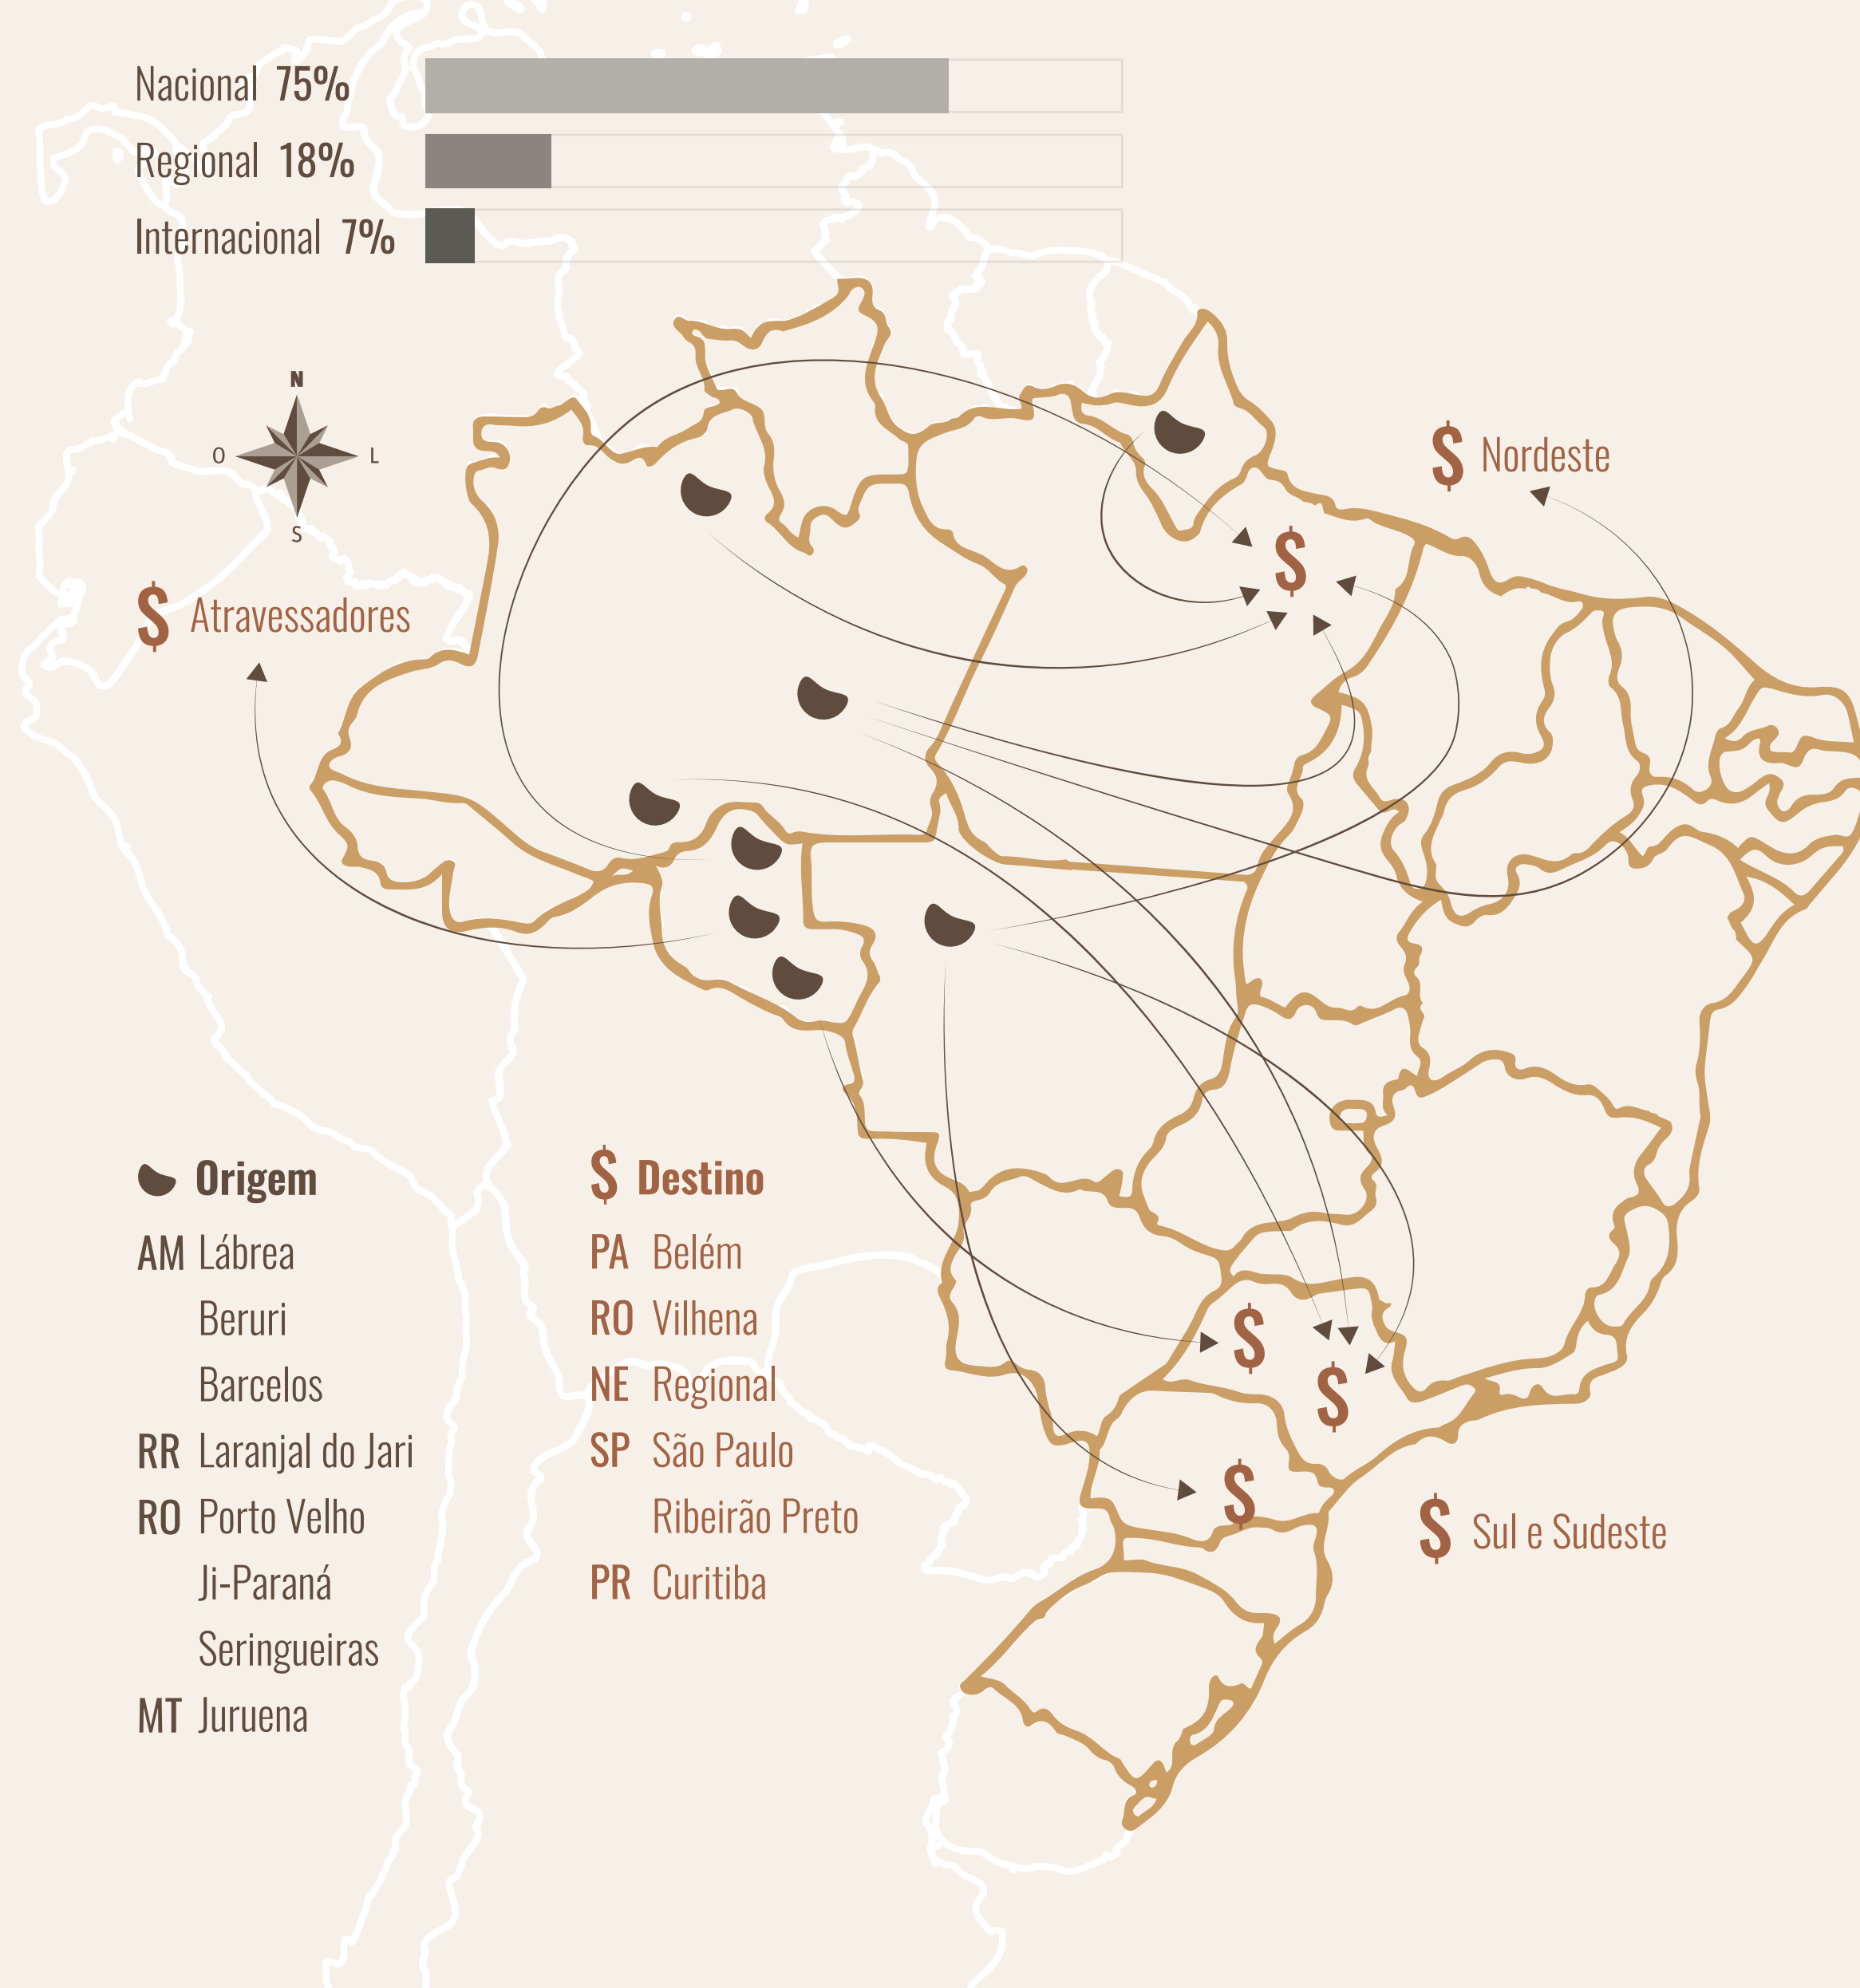 Nacional 75%
Regional 18%
Internacional 7%
N
O L
S
$ Nordeste
$
$ Atravessadores
$
$
$
$ Sul e Sudeste
Origem
AM Lábrea
Beruri
Barcelos
RR Laranjal do Jari
RO Porto Velho
Ji-Paraná
Seringueiras
MT Juruena
$ Destino
PA Belém
RO Vilhena
NE Regional
SP São Paulo
Ribeirão Preto
PR Curitiba